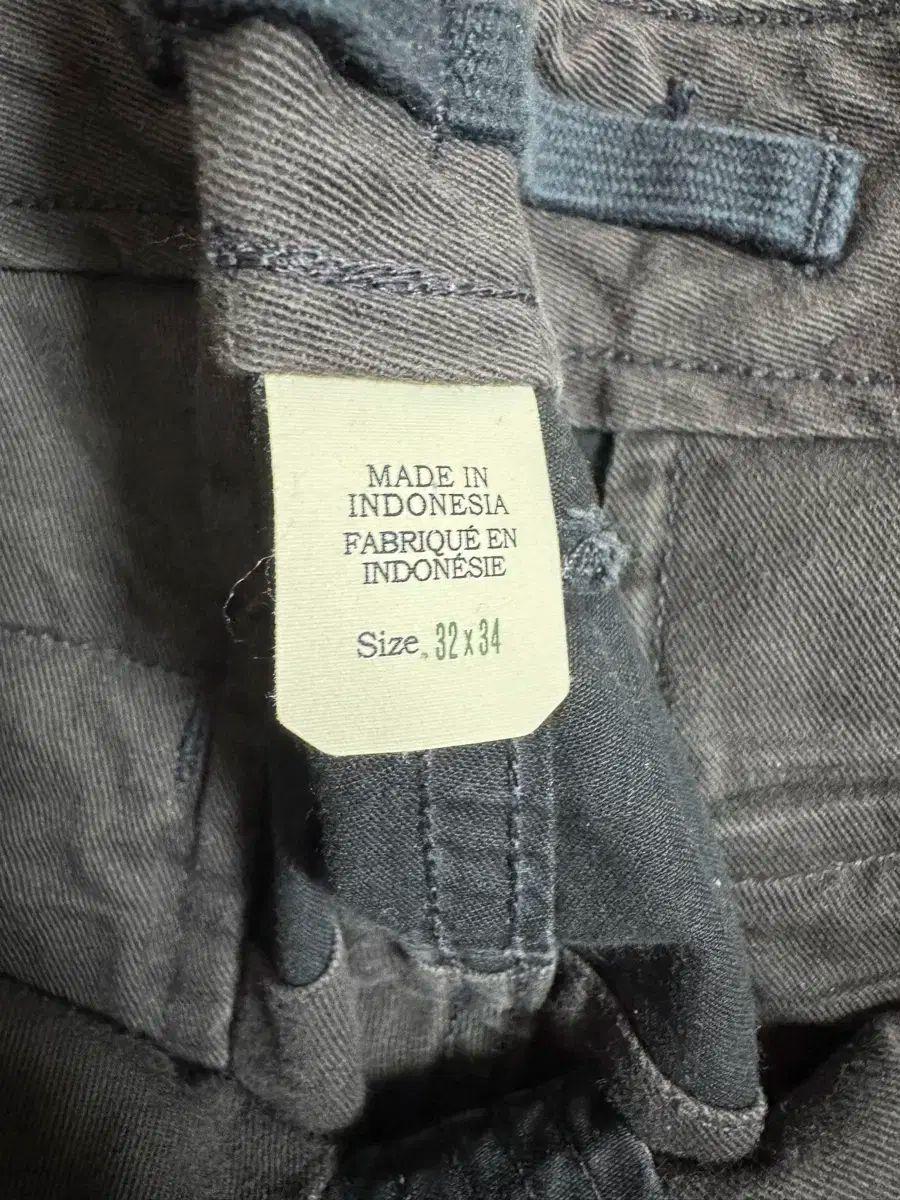 MADE IN
INDONESIA
FABRIQUÉ EN
INDONÉSIE
Size. 32 x 34